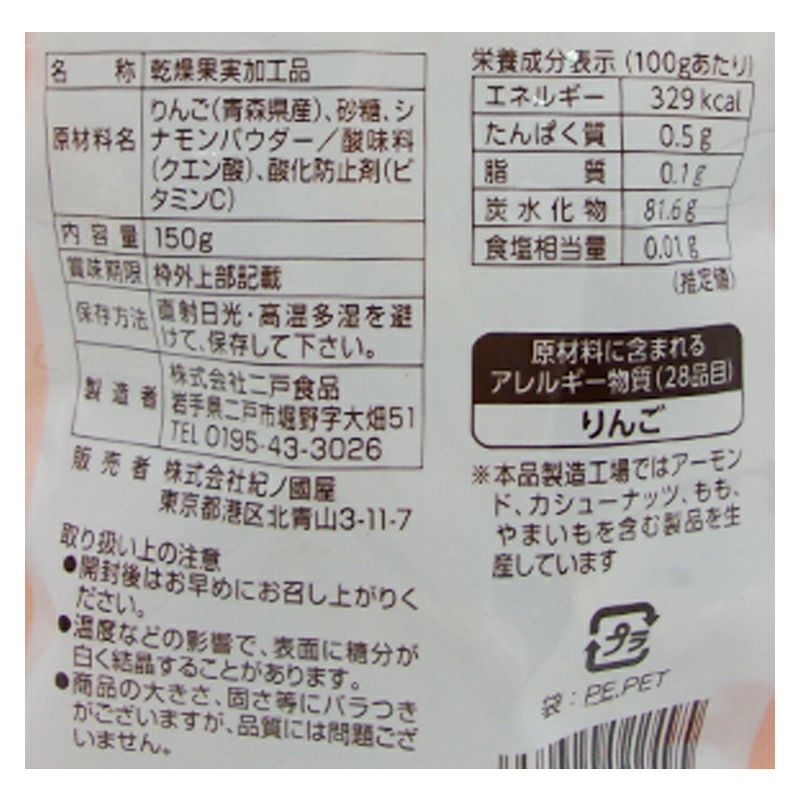 名称 乾燥果実加工品
原材料名 りんご(青森県産)、砂糖、シ
ナモンパウダー／酸味料
(クエン酸)、酸化防止剤(ビ
タミンC)
内容量 150g
賞味期限 枠外上部記載
保存方法 直射日光・高温多湿を避
けて、保存して下さい。
製造者 株式会社二戸食品
岩手県二戸市堀野字大畑51
TEL 0195-43-3026
販売者 株式会社紀ノ國屋
東京都港区北青山3-11-7
取り扱い上の注意
●開封後はお早めにお召し上がりく
ださい。
●温度などの影響で、表面に糖分が
白く結晶することがあります。
●商品の大きさ、固さ等にバラつき
がございますが、品質には問題ござ
いません。
栄養成分表示 (100gあたり)
エネルギー 329kcal
たんぱく質 0.5g
脂質 0.1g
炭水化物 81.6g
食塩相当量 0.01g
(推定値)
原材料に含まれる
アレルギー物質(28品目)
りんご
※本品製造工場ではアーモン
ド、カシューナッツ、もも、
やまいもを含む製品を生
産しています
プラ
袋：PE.PET